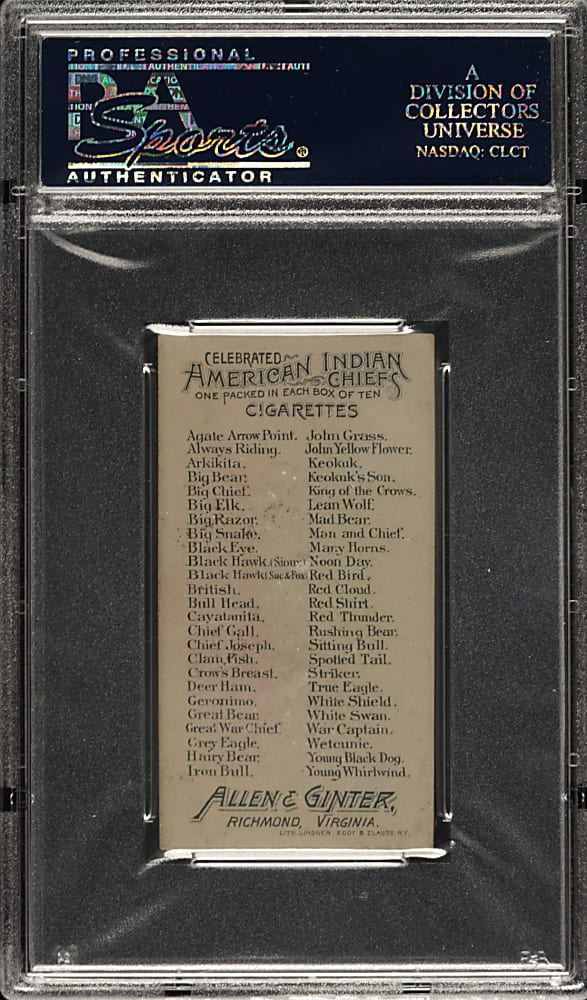 PROFESSIONAL
PSA
Sports ®
AUTHENTICATOR
A
DIVISION OF
COLLECTORS
UNIVERSE
NASDAQ: CLCT
CELEBRATED
AMERICAN INDIAN
CHIEFS
ONE PACKED IN EACH BOX OF TEN
CIGARETTES
Agate Arrow Point.
Always Riding.
Arkikita.
Big Bear.
Big Chief.
Big Elk.
Big Razor.
Big Snake.
Black Eye.
Black Hawk.(Sioux)
Black Hawk(Sac&Fox)
British.
Bull Head.
Cayatanita,
Chief Gall.
Chief Joseph.
Clam Fish.
Crow's Breast.
Deer Ham.
Geronimo.
Great Bear.
Great War Chief.
Grey Eagle.
Hairy Bear.
Iron Bull.
John Grass.
John Yellow Flower.
Keokuk.
Keokuk's Son.
King of the Crows.
Lean Wolf.
Mad Bear.
Man and Chief.
Many Horns.
Noon Day.
Red Bird.
Red Cloud.
Red Shirt.
Red Thunder.
Rushing Bear.
Sitting Bull.
Spotted Tail.
Striker.
True Eagle.
White Shield.
White Swan.
War Captain.
Wetcunie.
Young Black Dog.
Young Whirlwind.
ALLEN & GINTER,
RICHMOND, VIRGINIA.
LITH. LINDNER, EDDY & CLAUSS. N.Y.
PSA